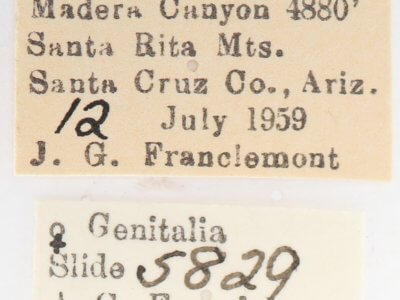 Madera Canyon 4880'
Santa Rita Mts.
Santa Cruz Co., Ariz.
12 July 1959
J. G. Franclemont
♀ Genitalia
Slide 5829